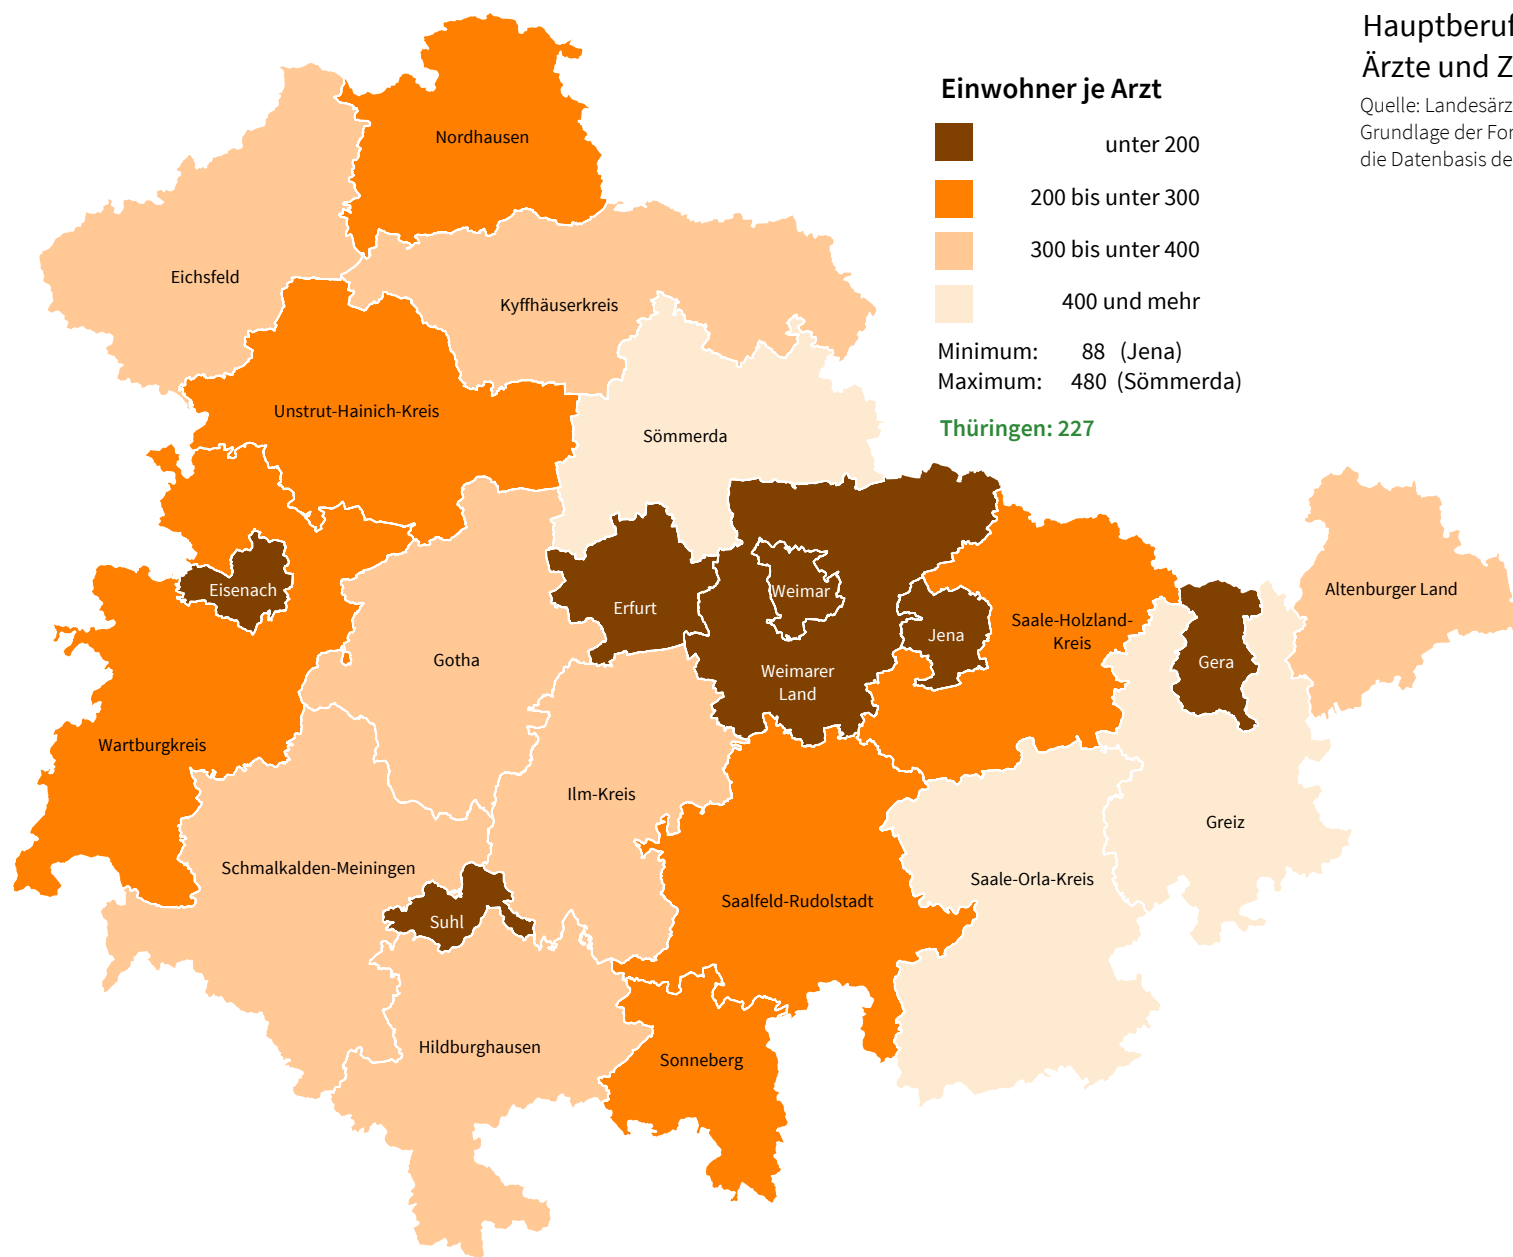 Hauptberuf
Ärzte und Z
Quelle: Landesärz
Grundlage der For
die Datenbasis de
Einwohner je Arzt
unter 200
200 bis unter 300
300 bis unter 400
400 und mehr
Minimum: 88 (Jena)
Maximum: 480 (Sömmerda)
Thüringen: 227
Nordhausen
Eichsfeld
Kyffhäuserkreis
Unstrut-Hainich-Kreis
Sömmerda
Eisenach
Erfurt
Weimar
Altenburger Land
Saale-Holzland-
Kreis
Jena
Gotha
Weimarer
Land
Gera
Wartburgkreis
Ilm-Kreis
Greiz
Schmalkalden-Meiningen
Saale-Orla-Kreis
Saalfeld-Rudolstadt
Suhl
Hildburghausen
Sonneberg